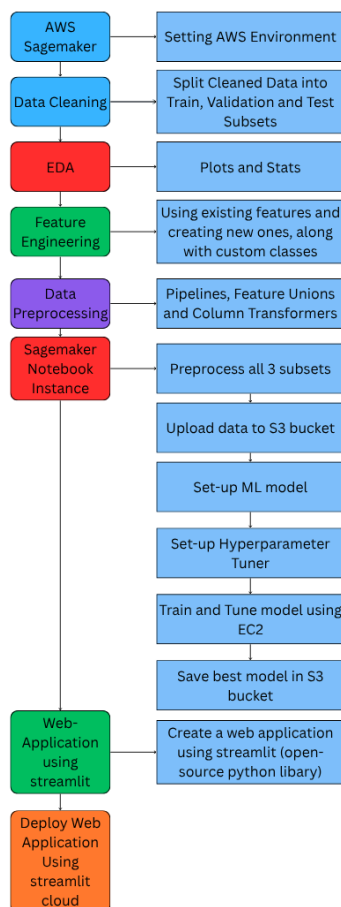 AWS
Sagemaker
Setting AWS Environment
Data Cleaning
Split Cleaned Data into
Train, Validation and Test
Subsets
EDA
Plots and Stats
Feature
Engineering
Using existing features and
creating new ones, along
with custom classes
Data
Preprocessing
Pipelines, Feature Unions
and Column Transformers
Sagemaker
Notebook
Instance
Preprocess all 3 subsets
Upload data to S3 bucket
Set-up ML model
Set-up Hyperparameter
Tuner
Train and Tune model using
EC2
Save best model in S3
bucket
Web-
Application
using
streamlit
Create a web application
using streamlit (open-
source python libary)
Deploy Web
Application
Using
streamlit
cloud